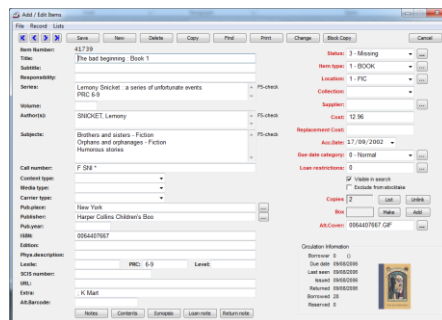 Add / Edit Items
File Record Lists
Save New Delete Copy Find Print Change Block Copy Cancel
Item Number: 41739
Title: The bad beginning : Book 1
Subtitle:
Responsibility:
Series: Lemony Snicket : a series of unfortunate events F5-check
PRC 6-9
Volume:
Author(s): SNICKET, Lemony F5-check
Subjects: Brothers and sisters - Fiction F5-check
Orphans and orphanages - Fiction
Humorous stories
Call number: F SNI *
Content type:
Media type:
Carrier type:
Pub.place: New York ...
Publisher: Harper Collins Children's Boo ...
Pub.year:
ISBN: 0064407667
Edition:
Phys.description:
Lexile: PRC: 6-9 Level:
SCIS number:
URL:
Extra: : K Mart
Alt.Barcode:
Notes Contents Synopsis Loan note Return note
Status: 3 - Missing ...
Item type: 1 - BOOK ...
Location: 1 - FIC ...
Collection: ...
Supplier: ...
Cost: 12.96
Replacement Cost:
Acc.Date: 17/09/2002
Due date category: 0 - Normal ...
Loan restrictions: 0 ...
Visible in search
Exclude from stocktake
Copies 2 List Unlink
Box Make Add
Alt.Cover: 0064407667.GIF ...
Circulation Information
Borrower 0 ()
Due date 09/08/2006
Last seen 09/08/2006
Issued 09/08/2006
Returned 09/08/2006
Borrowed 28
Reserved 0